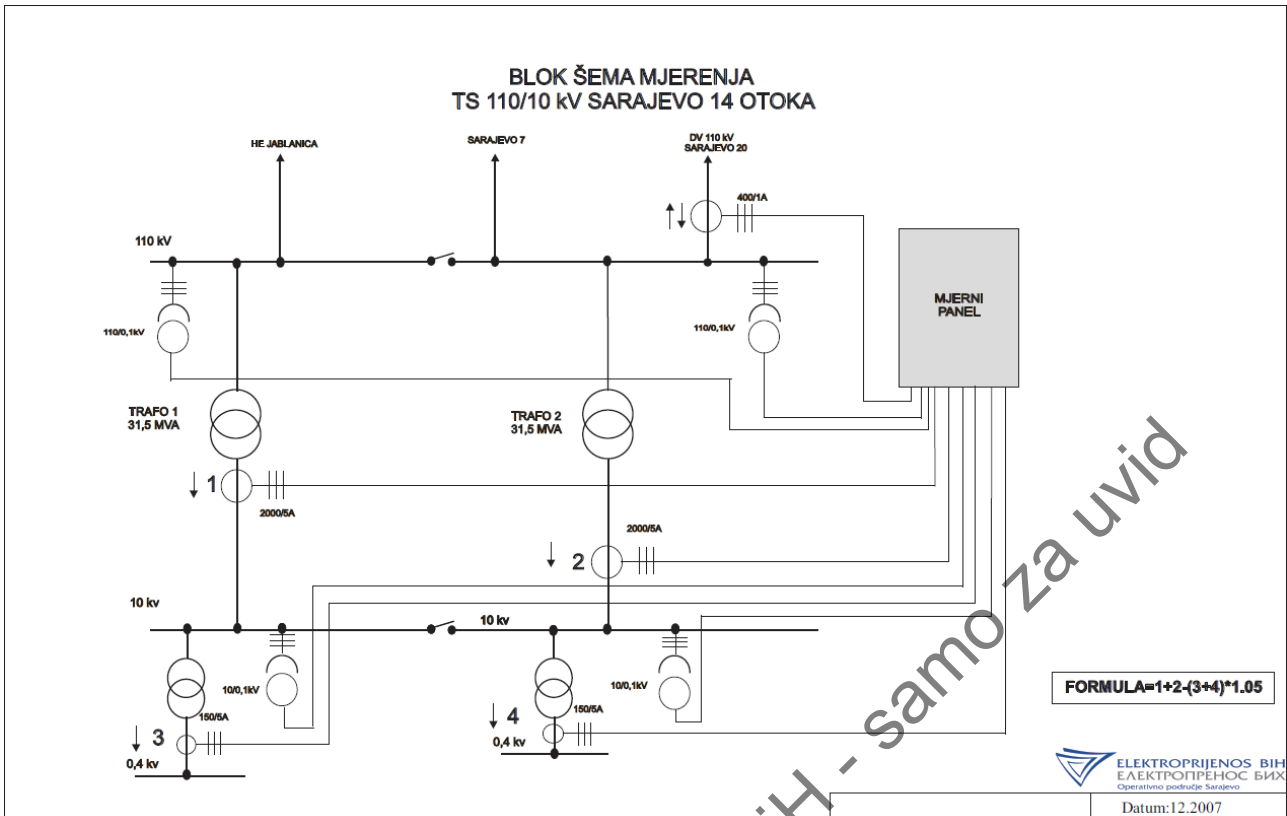 BLOK ŠEMA MJERENJA
TS 110/10 kV SARAJEVO 14 OTOKA
HE JABLANICA
SARAJEVO 7
DV 110 kV
SARAJEVO 20
400/1A
110 kV
MJERNI
PANEL
110/0,1kV
110/0,1kV
TRAFO 1
31,5 MVA
TRAFO 2
31,5 MVA
1
2000/5A
2000/5A
2
10 kv
10 kv
10/0,1kV
10/0,1kV
150/5A
150/5A
3
4
0,4 kv
0,4 kv
FORMULA=1+2-(3+4)*1.05
iH - samo za uvid
ELEKTROPRIJENOS BIH
ЕЛЕКТРОПРЕНОС БИХ
Operativno područje Sarajevo
Datum:12.2007